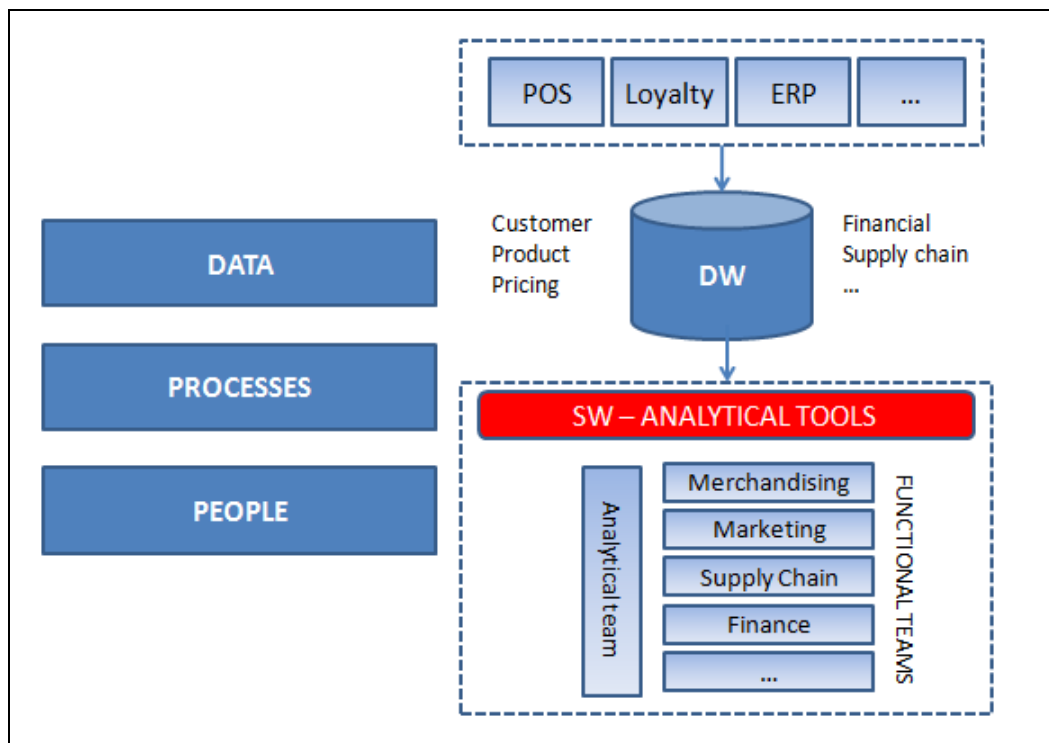 POS
Loyalty
ERP
...
Customer
Product
Pricing
DW
Financial
Supply chain
...
DATA
PROCESSES
PEOPLE
SW – ANALYTICAL TOOLS
Analytical team
Merchandising
Marketing
Supply Chain
Finance
...
FUNCTIONAL TEAMS